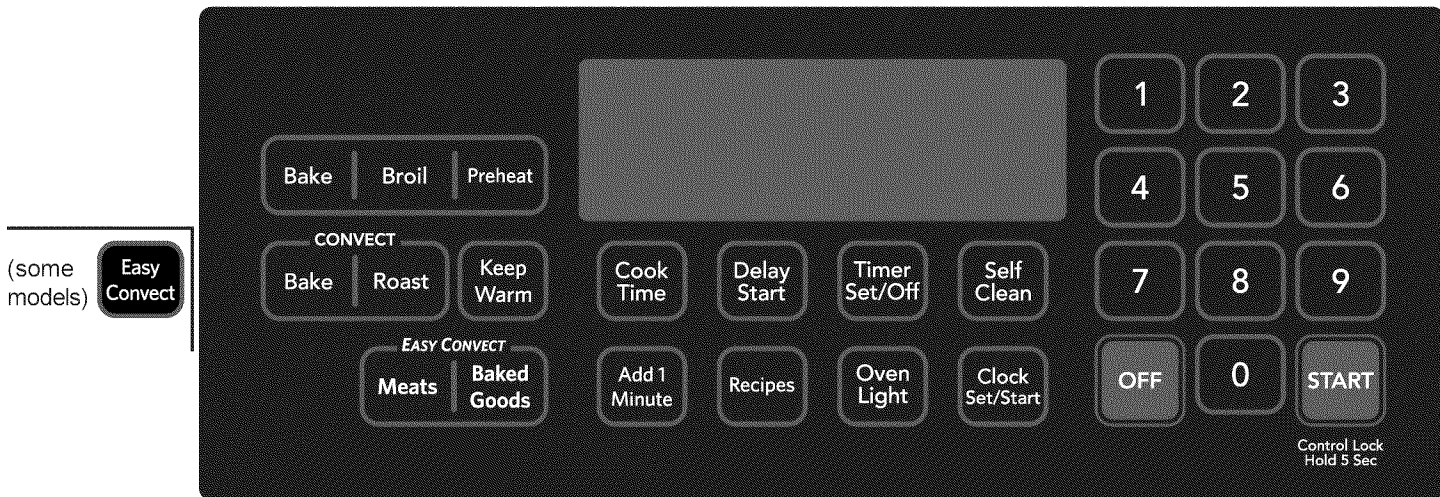 (some
models)
Easy
Convect
Bake
Broil
Preheat
CONVECT
Bake
Roast
Keep
Warm
EASY CONVECT
Meats
Baked
Goods
Cook
Time
Delay
Start
Timer
Set/Off
Self
Clean
Add 1
Minute
Recipes
Oven
Light
Clock
Set/Start
1
2
3
4
5
6
7
8
9
OFF
0
START
Control Lock
Hold 5 Sec